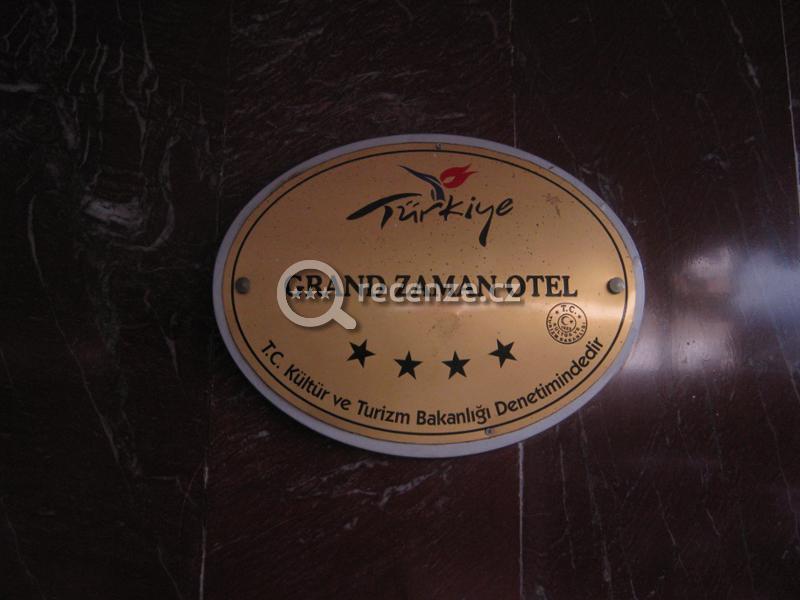 Türkiye
GRAND ZAMAN OTEL
recenze.cz
T.C.
T.C. Kültür ve Turizm Bakanlığı Denetimindedir